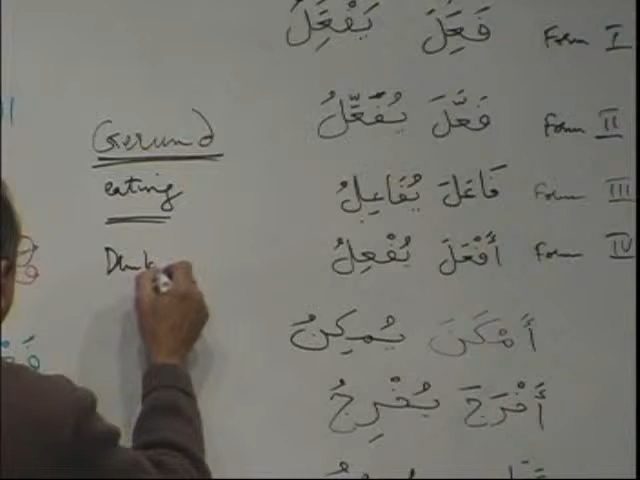 فَعَِلَ يَفْعَِلُ Form I
فَعَّلَ يُفَعِّلُ Form II
فَاعَلَ يُفَاعِلُ Form III
أَفْعَلَ يُفْعِلُ Form IV
أَمْكَنَ يُمْكِنُ
أَخْرَجَ يُخْرِجُ
Gerund
eating